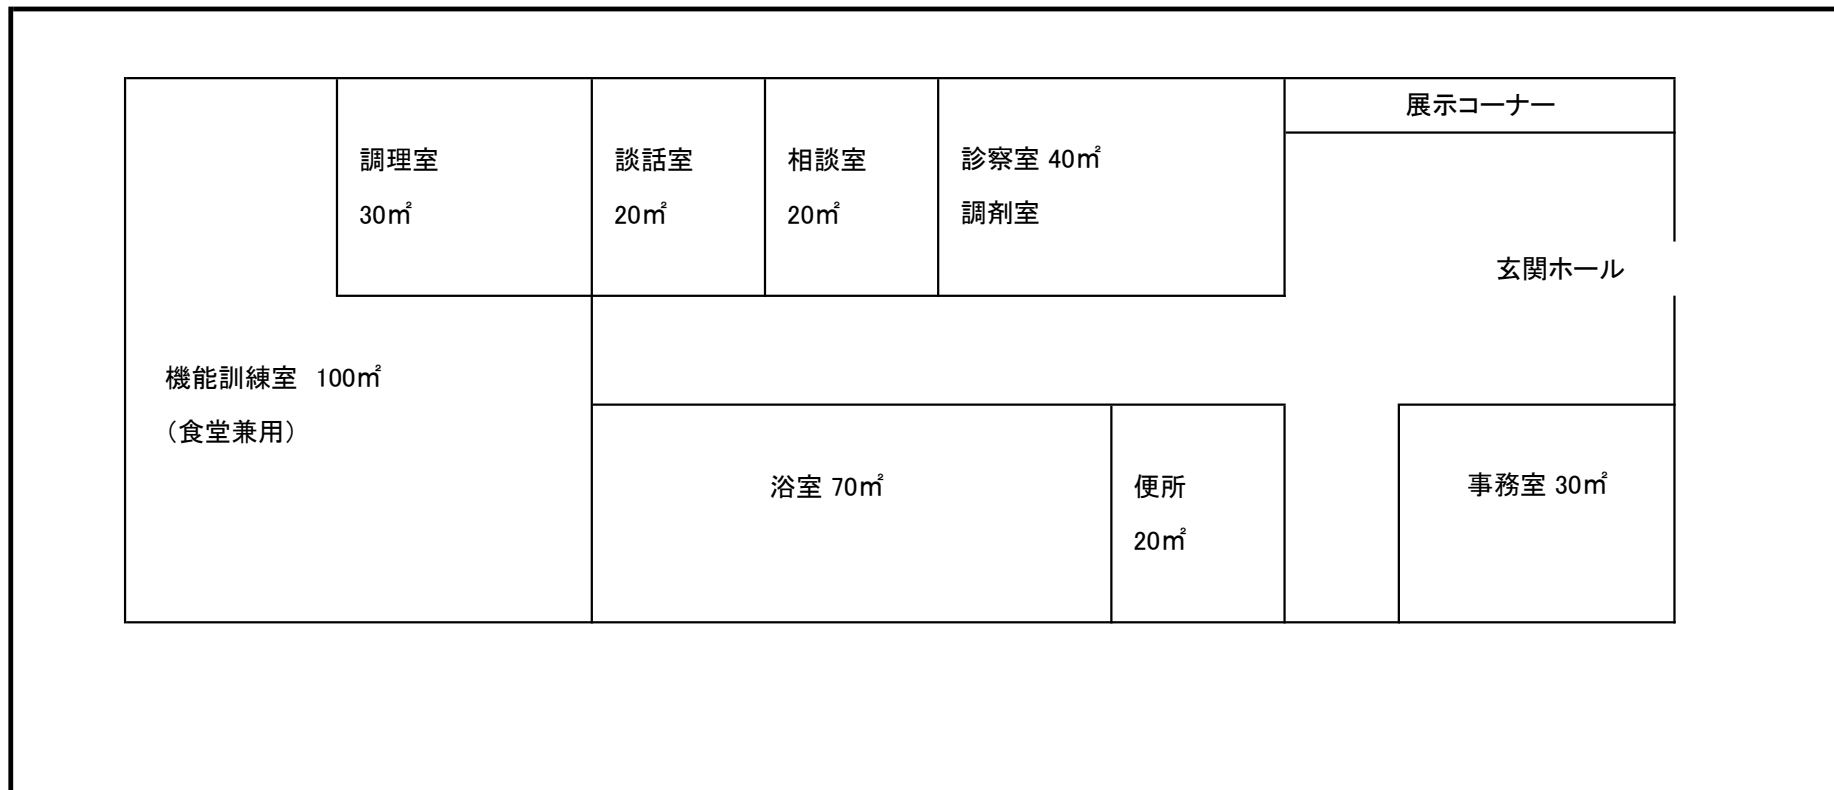 展示コーナー
調理室
30㎡
談話室
20㎡
相談室
20㎡
診察室 40㎡
調剤室
玄関ホール
機能訓練室 100㎡
（食堂兼用）
浴室 70㎡
便所
20㎡
事務室 30㎡